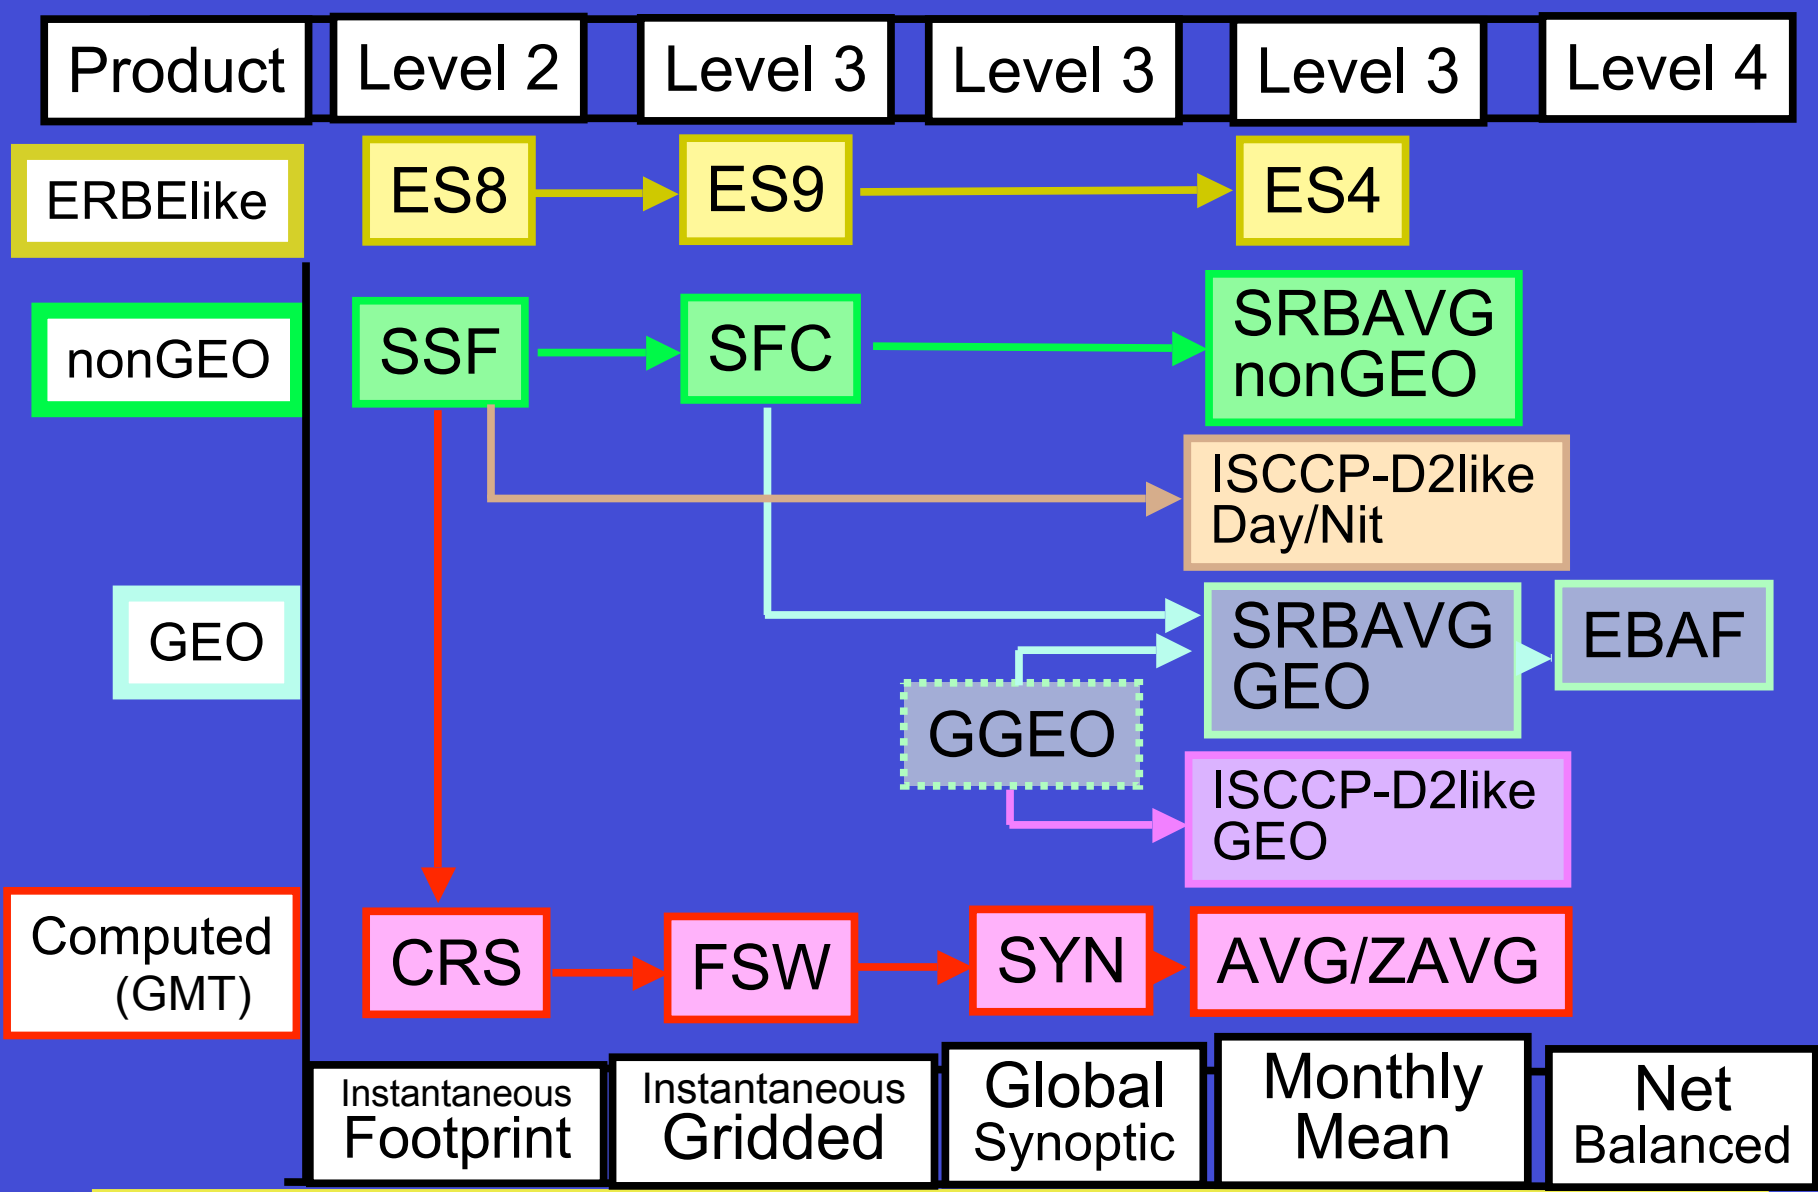 Product
Level 2
Level 3
Level 3
Level 3
Level 4
ERBElike
ES8
ES9
ES4
nonGEO
SSF
SFC
SRBAVG
nonGEO
ISCCP-D2like
Day/Nit
GEO
SRBAVG
GEO
EBAF
GGEO
ISCCP-D2like
GEO
Computed
(GMT)
CRS
FSW
SYN
AVG/ZAVG
Instantaneous
Footprint
Instantaneous
Gridded
Global
Synoptic
Monthly
Mean
Net
Balanced